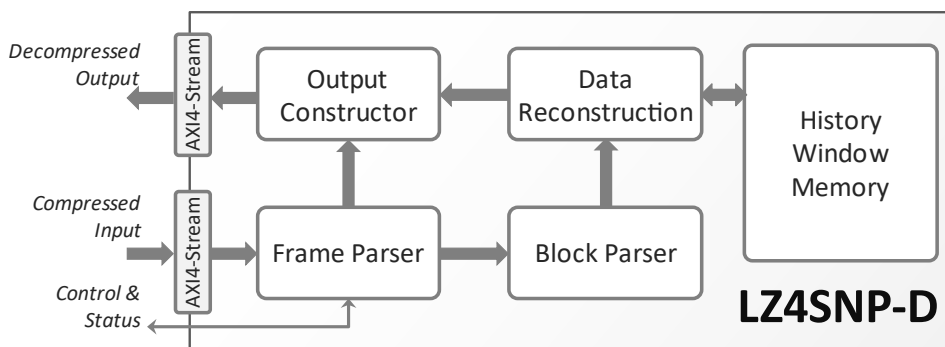 Decompressed
Output
AXI4-Stream
Output
Constructor
Data
Reconstruction
History
Window
Memory
Compressed
Input
AXI4-Stream
Frame Parser
Block Parser
Control &
Status
LZ4SNP-D